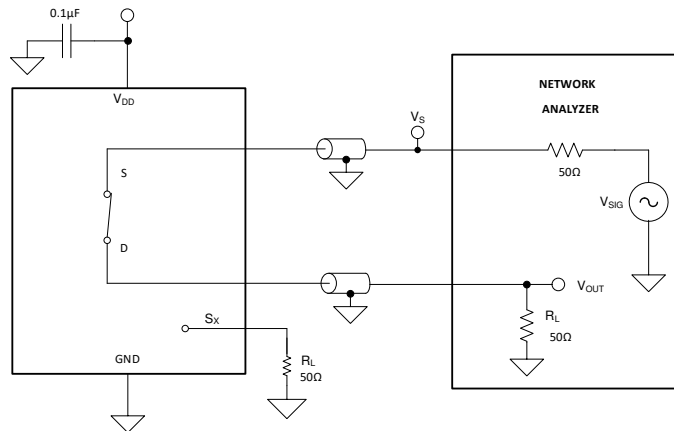 0.1µF
VDD
NETWORK
ANALYZER
VS
S
50Ω
VSIG
D
VOUT
SX
RL
50Ω
RL
50Ω
GND